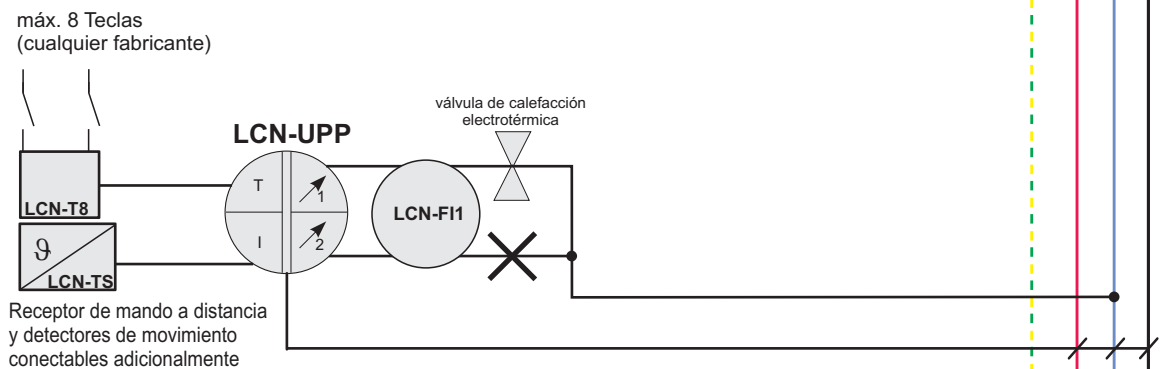 máx. 8 Teclas
(cualquier fabricante)
válvula de calefacción
electrotérmica
LCN-UPP
T
1
LCN-T8
LCN-FI1
I
2
ϑ
LCN-TS
Receptor de mando a distancia
y detectores de movimiento
conectables adicionalmente